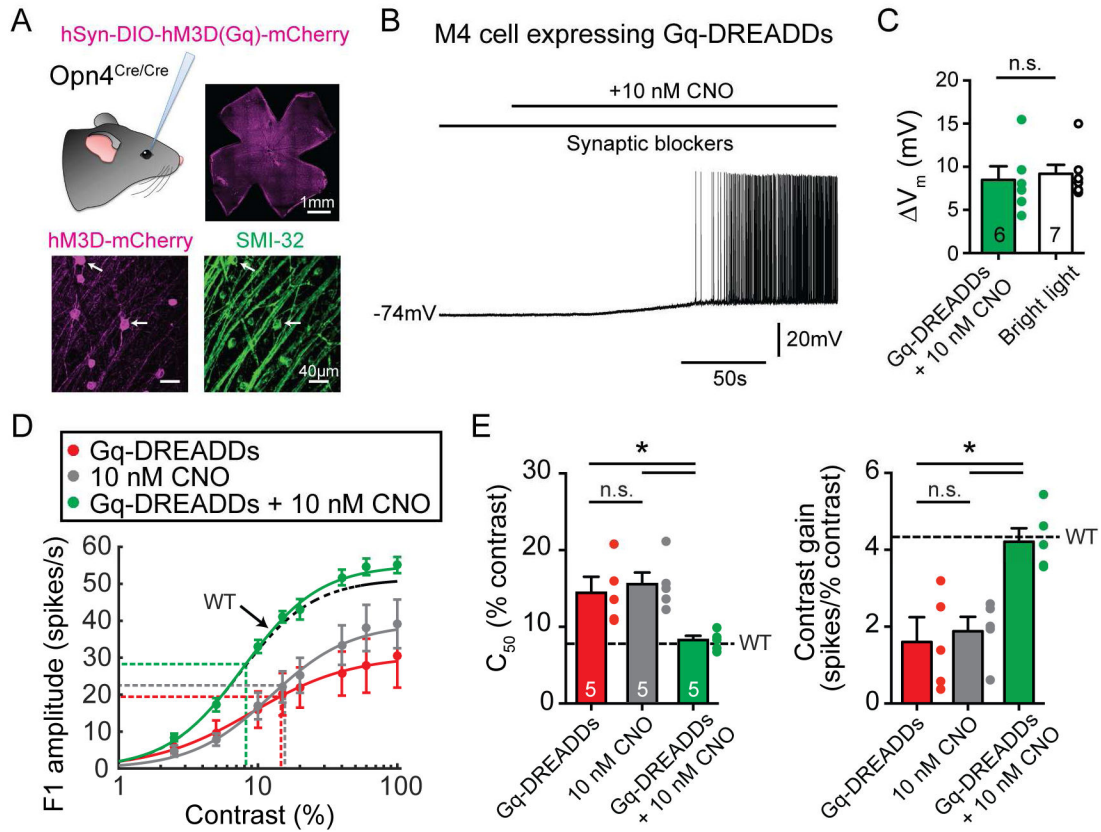 A
hSyn-DIO-hM3D(Gq)-mCherry
Opn4Cre/Cre
1mm
hM3D-mCherry
SMI-32
40µm
B
M4 cell expressing Gq-DREADDs
+10 nM CNO
Synaptic blockers
-74mV
20mV
50s
C
n.s.
20
15
10
5
0
ΔVm (mV)
6
7
Gq-DREADDs
+ 10 nM CNO
Bright light
D
Gq-DREADDs
10 nM CNO
Gq-DREADDs + 10 nM CNO
60
50
40
30
20
10
0
F1 amplitude (spikes/s)
WT
1
10
100
Contrast (%)
E
*
n.s.
30
20
10
0
C50 (% contrast)
WT
5
5
5
Gq-DREADDs
10 nM CNO
Gq-DREADDs
+ 10 nM CNO
*
n.s.
6
4
2
0
Contrast gain
(spikes/% contrast)
WT
Gq-DREADDs
10 nM CNO
Gq-DREADDs
+ 10 nM CNO